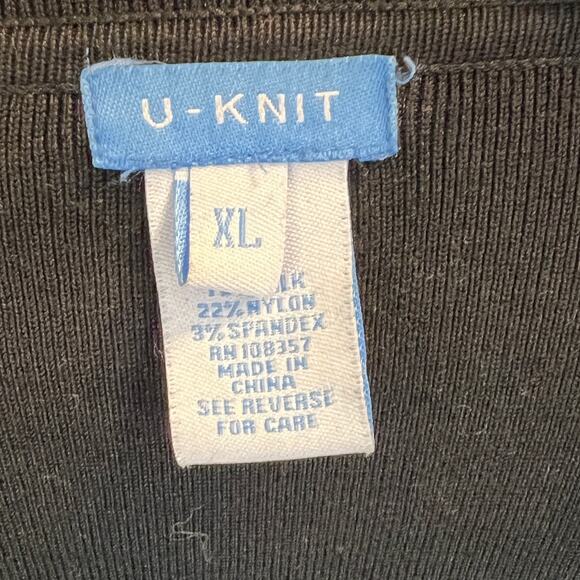 U-KNIT
XL
22% NYLON
3% SPANDEX
RN 108357
MADE IN
CHINA
SEE REVERSE
FOR CARE